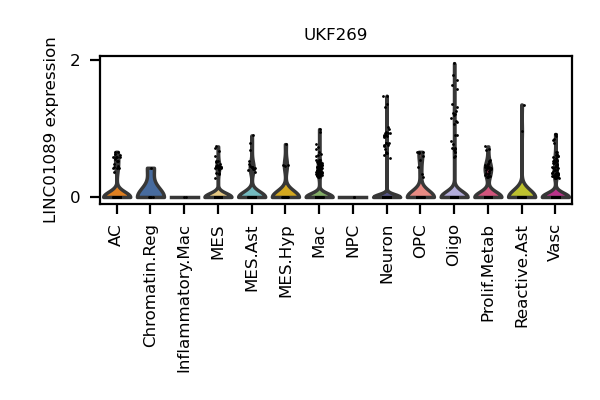 UKF269
LINC01089 expression
2
0
AC
Chromatin.Reg
Inflammatory.Mac
MES
MES.Ast
MES.Hyp
Mac
NPC
Neuron
OPC
Oligo
Prolif.Metab
Reactive.Ast
Vasc